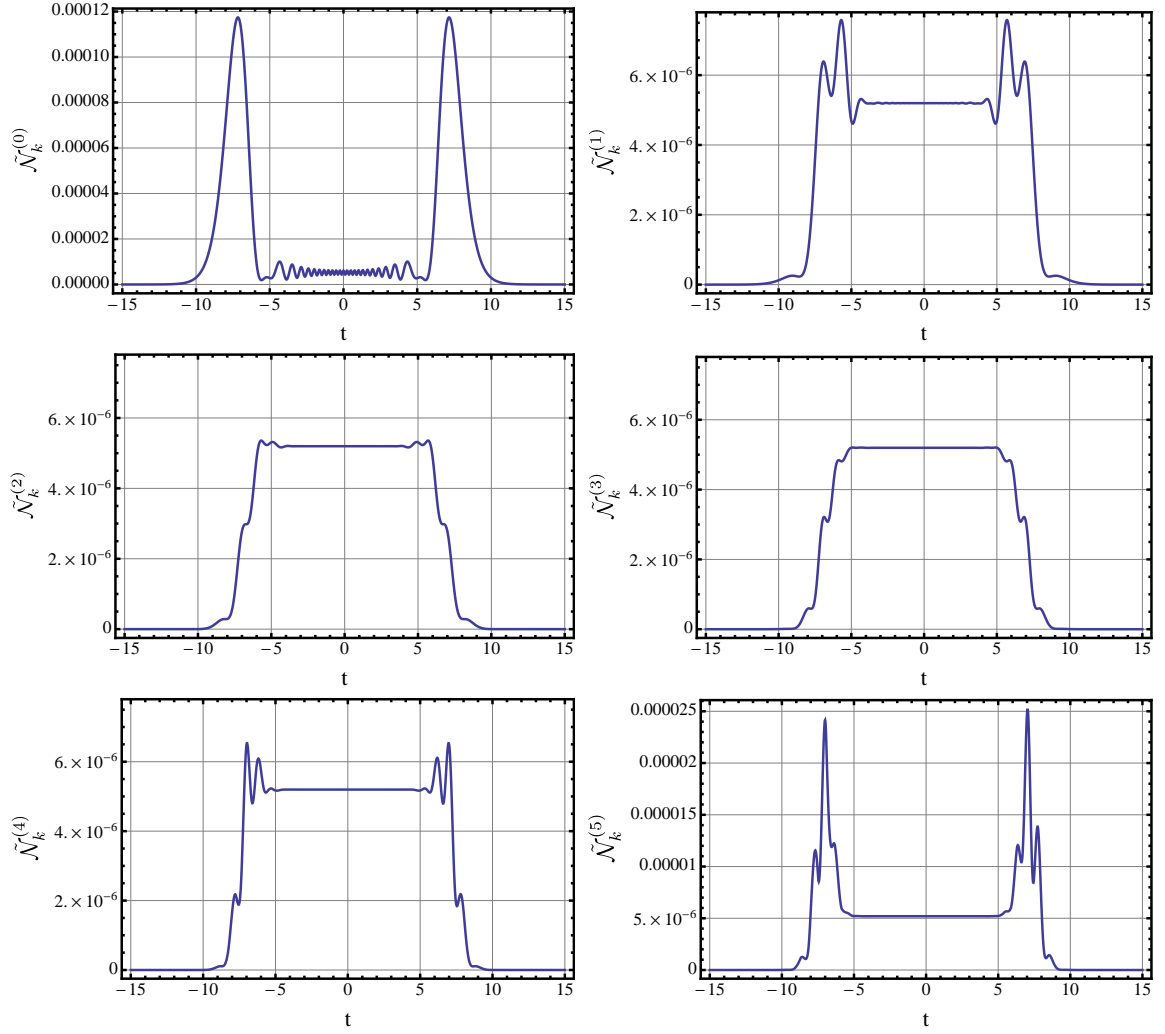 0.00012
0.00010
0.00008
0.00006
0.00004
0.00002
0.00000
𝒩̃_k^(0)
−15 −10 −5 0 5 10 15
t
6. × 10⁻⁶
4. × 10⁻⁶
2. × 10⁻⁶
0
𝒩̃_k^(1)
−15 −10 −5 0 5 10 15
t
6. × 10⁻⁶
4. × 10⁻⁶
2. × 10⁻⁶
0
𝒩̃_k^(2)
−15 −10 −5 0 5 10 15
t
6. × 10⁻⁶
4. × 10⁻⁶
2. × 10⁻⁶
0
𝒩̃_k^(3)
−15 −10 −5 0 5 10 15
t
6. × 10⁻⁶
4. × 10⁻⁶
2. × 10⁻⁶
0
𝒩̃_k^(4)
−15 −10 −5 0 5 10 15
t
0.000025
0.00002
0.000015
0.00001
5. × 10⁻⁶
0
𝒩̃_k^(5)
−15 −10 −5 0 5 10 15
t